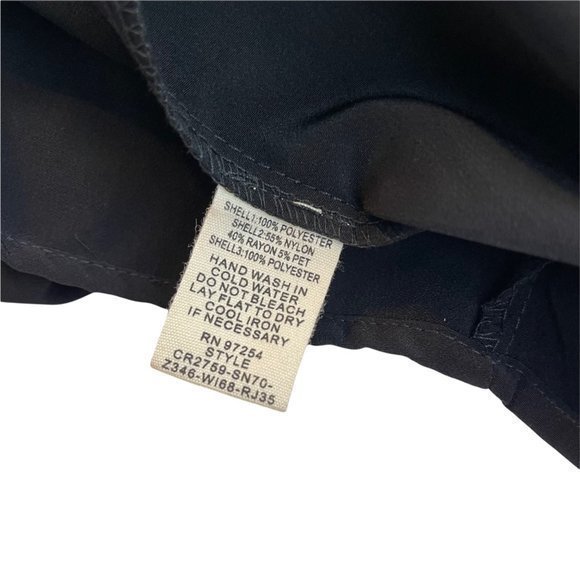 SHELL1:100% POLYESTER
SHELL2:55% NYLON
40% RAYON 5% PET
SHELL3:100% POLYESTER
HAND WASH IN
COLD WATER
DO NOT BLEACH
LAY FLAT TO DRY
COOL IRON
IF NECESSARY
RN 97254
STYLE
CR2759-SN70-
Z346-WI68-RJ35